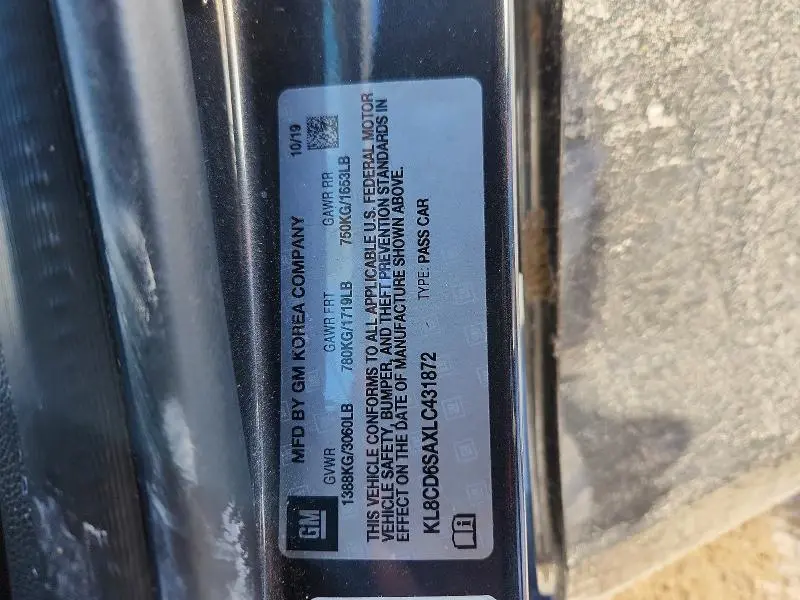 GM
MFD BY GM KOREA COMPANY 10/19
GVWR GAWR FRT GAWR RR
1388KG/3060LB 780KG/1719LB 750KG/1653LB
THIS VEHICLE CONFORMS TO ALL APPLICABLE U.S. FEDERAL MOTOR
VEHICLE SAFETY, BUMPER, AND THEFT PREVENTION STANDARDS IN
EFFECT ON THE DATE OF MANUFACTURE SHOWN ABOVE.
KL8CD6SAXLC431872 TYPE: PASS CAR